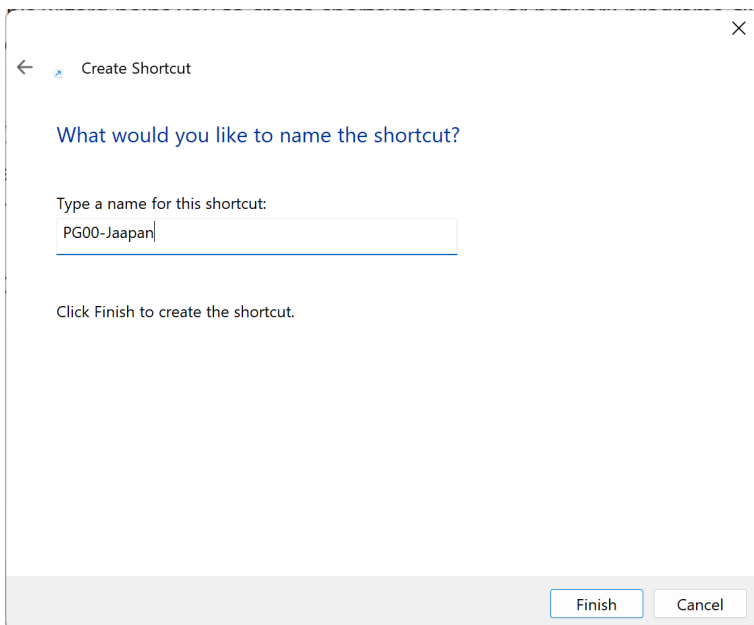 Create Shortcut
What would you like to name the shortcut?
Type a name for this shortcut:
PG00-Jaapan
Click Finish to create the shortcut.
Finish
Cancel